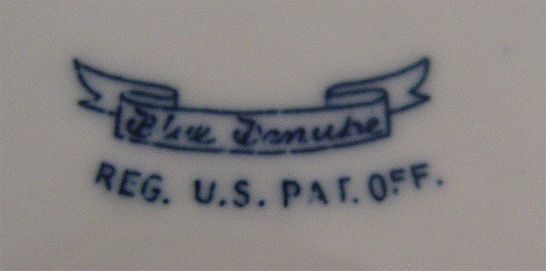 Blue Danube
REG. U.S. PAT. OFF.